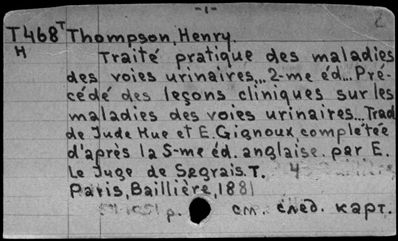 -1-
T468T Thompson, Henry.
H Traité pratique des maladies
des voies urinaires... 2-me éd... Pré-
cédé des leçons cliniques sur les
maladies des voies urinaires... Trad
de Jude Hue et E. Gignoux, complétée
d'après la 5-me éd. anglaise. par E.
Le Juge de Segrais. T.
Paris, Baillière, 1881
p. см. след. карт.